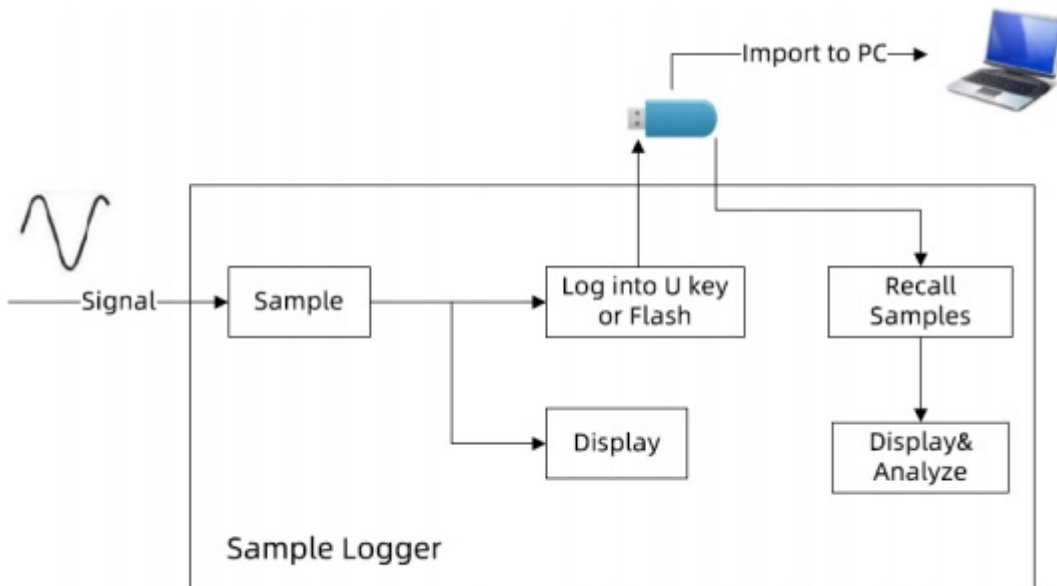 Import to PC
Signal
Sample
Log into U key
or Flash
Recall
Samples
Display
Display&
Analyze
Sample Logger